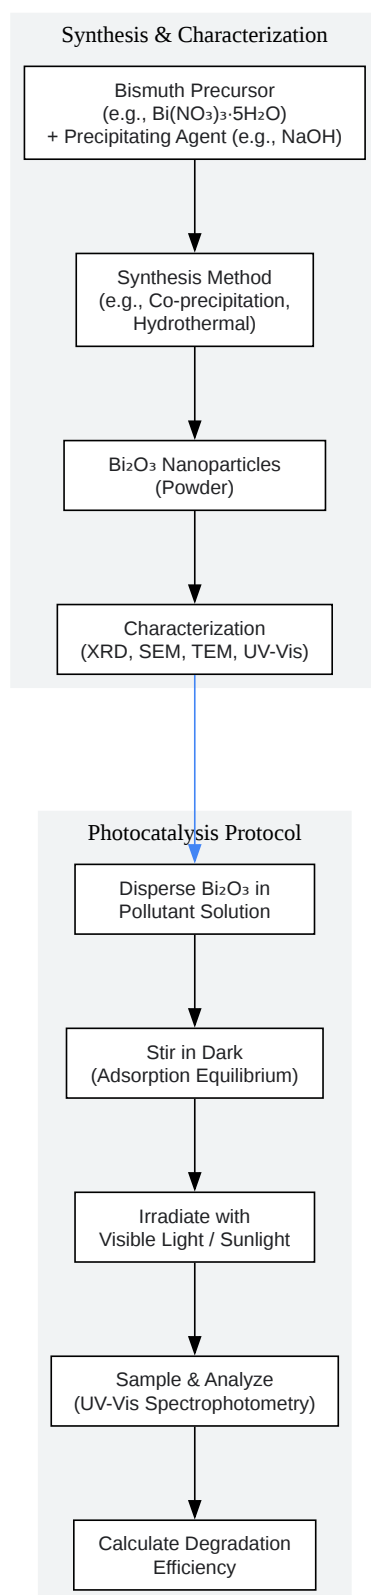 Synthesis & Characterization
Bismuth Precursor
(e.g., Bi(NO₃)₃·5H₂O)
+ Precipitating Agent (e.g., NaOH)
Synthesis Method
(e.g., Co-precipitation,
Hydrothermal)
Bi₂O₃ Nanoparticles
(Powder)
Characterization
(XRD, SEM, TEM, UV-Vis)
Photocatalysis Protocol
Disperse Bi₂O₃ in
Pollutant Solution
Stir in Dark
(Adsorption Equilibrium)
Irradiate with
Visible Light / Sunlight
Sample & Analyze
(UV-Vis Spectrophotometry)
Calculate Degradation
Efficiency